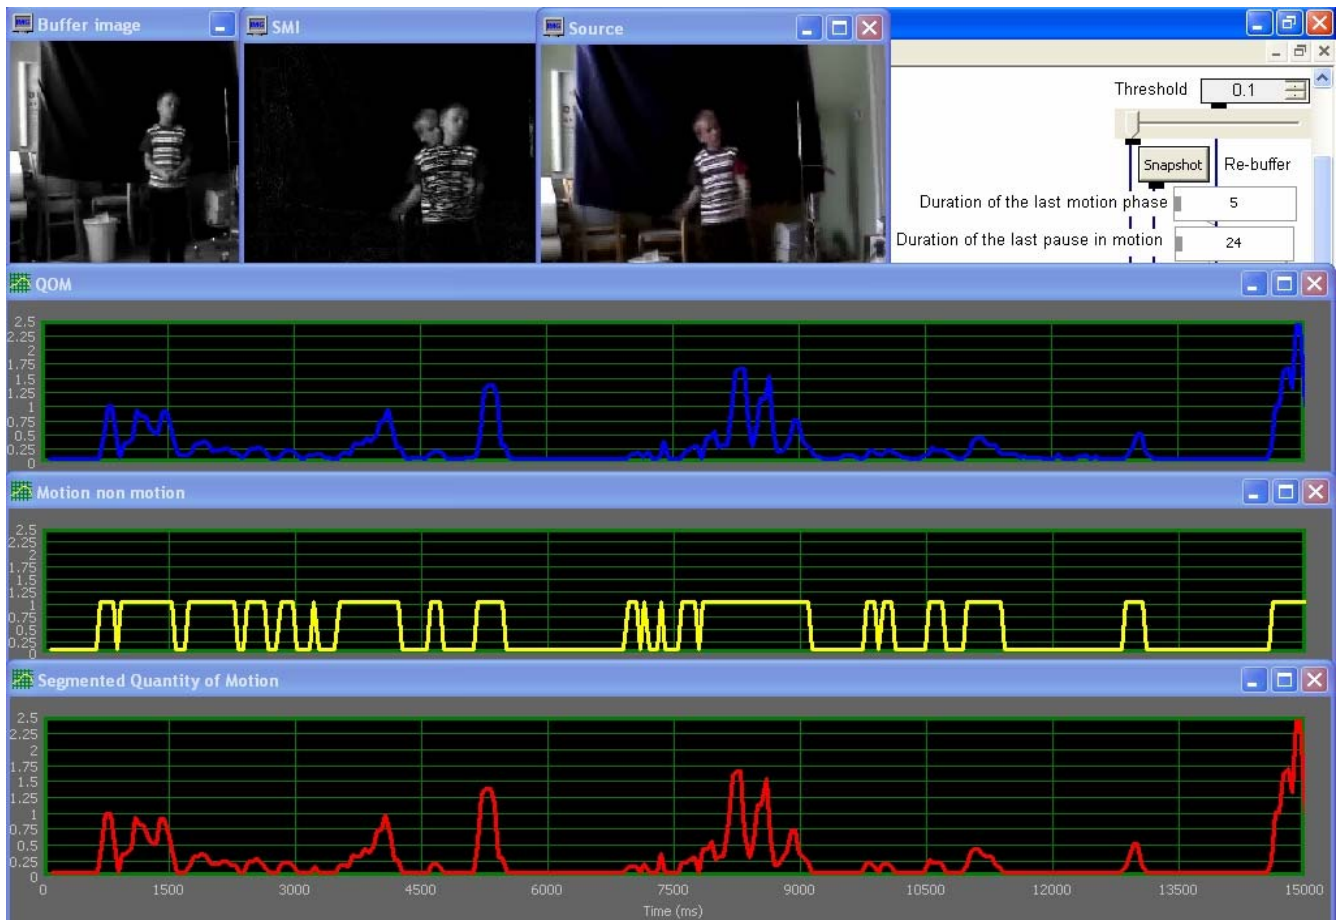 Buffer image
SMI
Source
Threshold 0.1
Snapshot Re-buffer
Duration of the last motion phase 5
Duration of the last pause in motion 24
QOM
2.5
2.25
2
1.75
1.5
1.25
1
0.75
0.5
0.25
0
Motion non motion
2.5
2.25
2
1.75
1.5
1.25
1
0.75
0.5
0.25
0
Segmented Quantity of Motion
2.5
2.25
2
1.75
1.5
1.25
1
0.75
0.5
0.25
0
0 1500 3000 4500 6000 7500 9000 10500 12000 13500 15000
Time (ms)